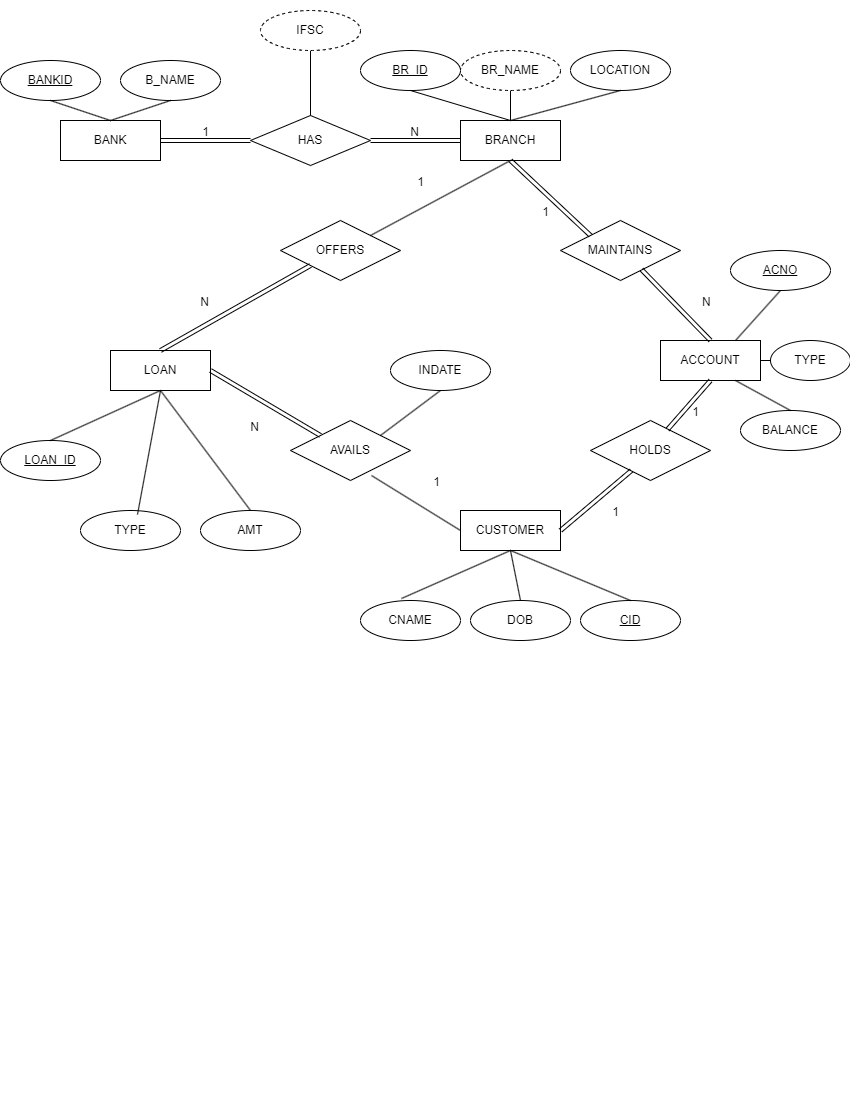 IFSC
BANKID
B_NAME
BR_ID
BR_NAME
LOCATION
BANK
1
HAS
N
BRANCH
1
1
OFFERS
MAINTAINS
ACNO
N
N
LOAN
INDATE
ACCOUNT
TYPE
1
N
BALANCE
LOAN_ID
AVAILS
HOLDS
1
1
TYPE
AMT
CUSTOMER
CNAME
DOB
CID